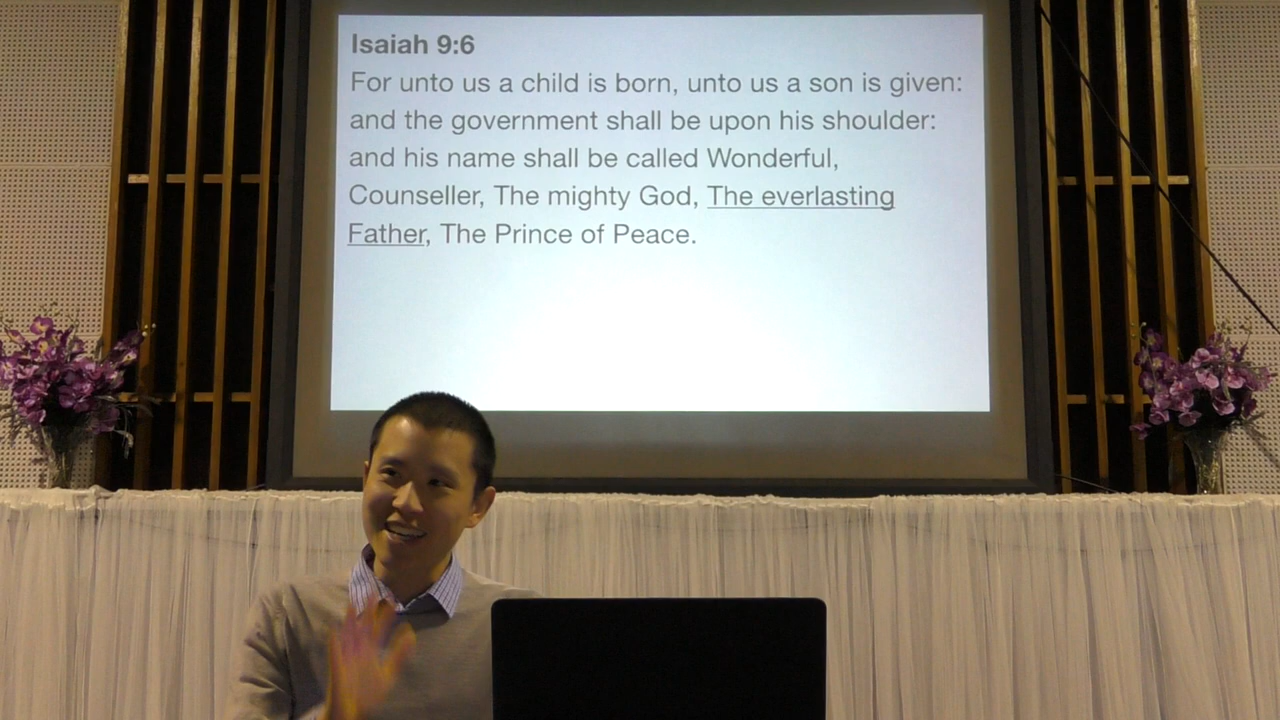 Isaiah 9:6
For unto us a child is born, unto us a son is given:
and the government shall be upon his shoulder:
and his name shall be called Wonderful,
Counseller, The mighty God, The everlasting
Father, The Prince of Peace.